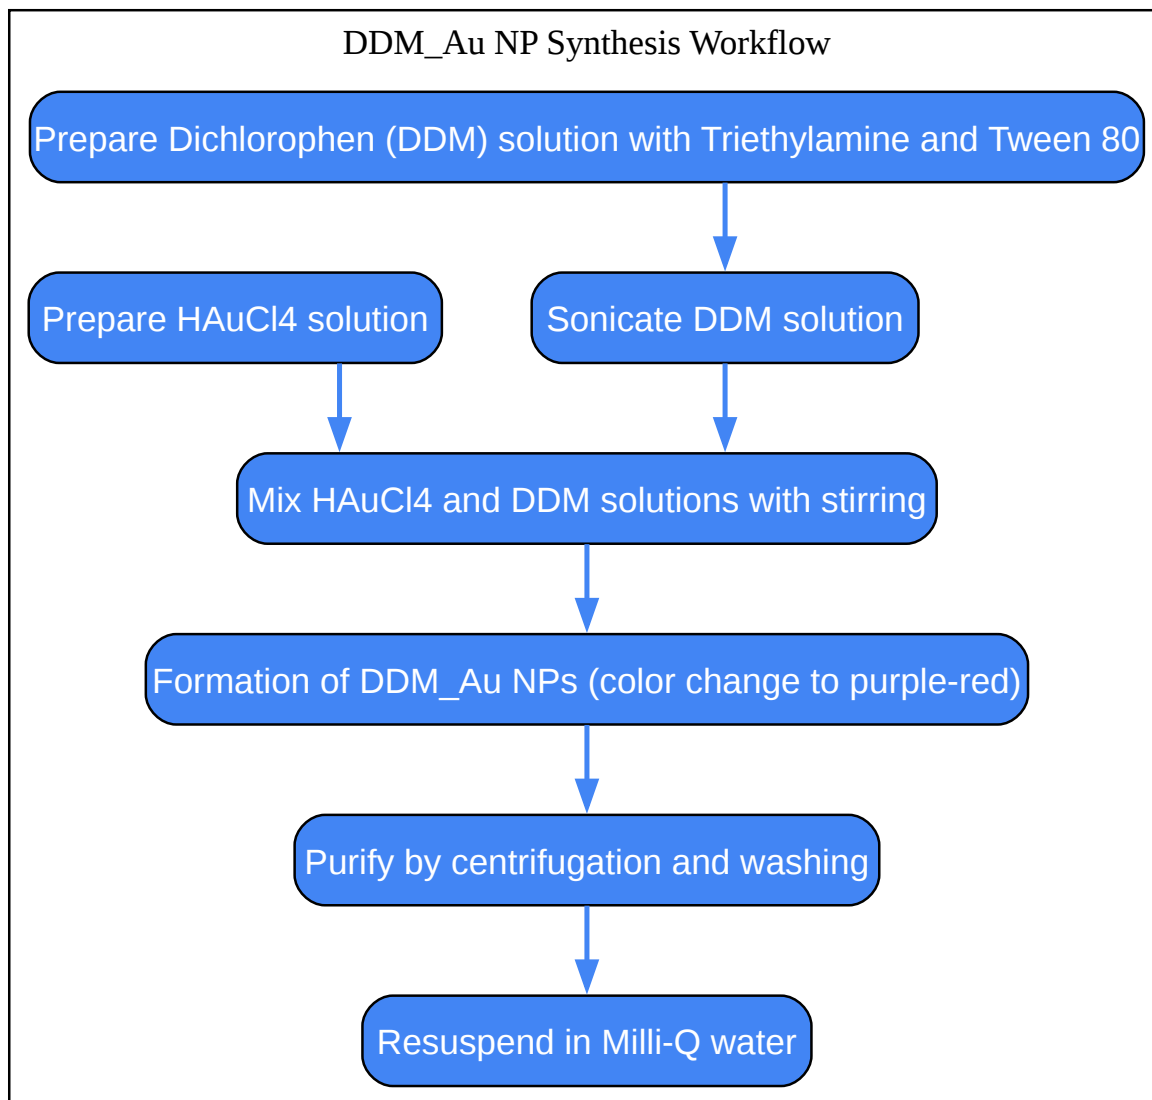 DDM_Au NP Synthesis Workflow
Prepare Dichlorophen (DDM) solution with Triethylamine and Tween 80
Prepare HAuCl4 solution
Sonicate DDM solution
Mix HAuCl4 and DDM solutions with stirring
Formation of DDM_Au NPs (color change to purple-red)
Purify by centrifugation and washing
Resuspend in Milli-Q water